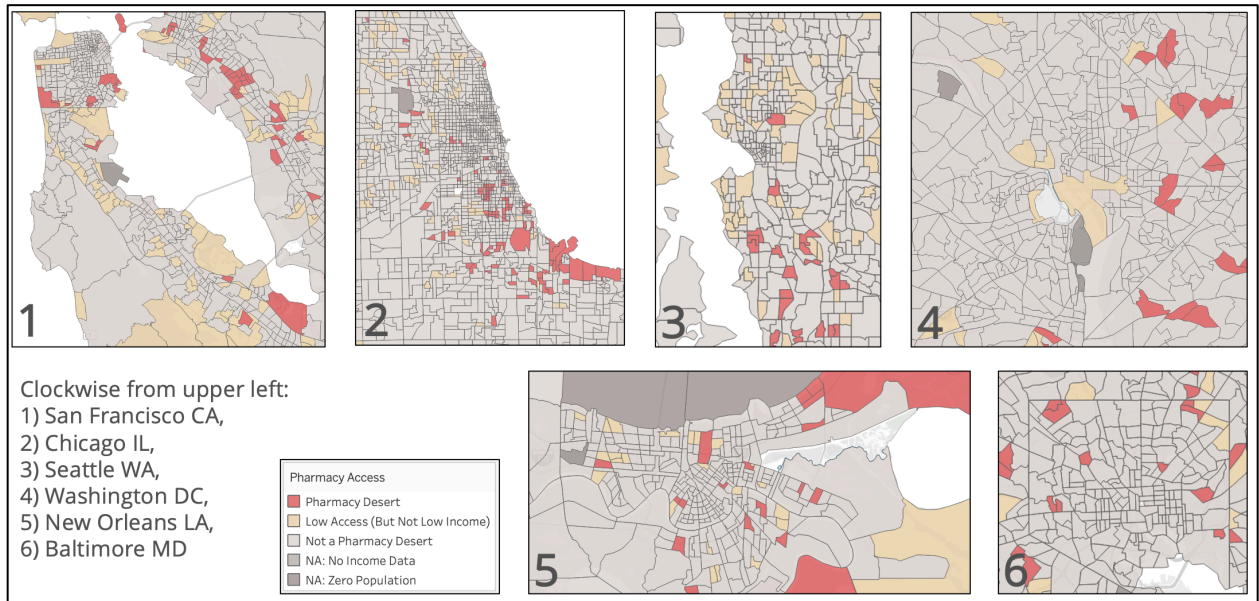 1
2
3
4
Clockwise from upper left:
1) San Francisco CA,
2) Chicago IL,
3) Seattle WA,
4) Washington DC,
5) New Orleans LA,
6) Baltimore MD
Pharmacy Access
Pharmacy Desert
Low Access (But Not Low Income)
Not a Pharmacy Desert
NA: No Income Data
NA: Zero Population
5
6